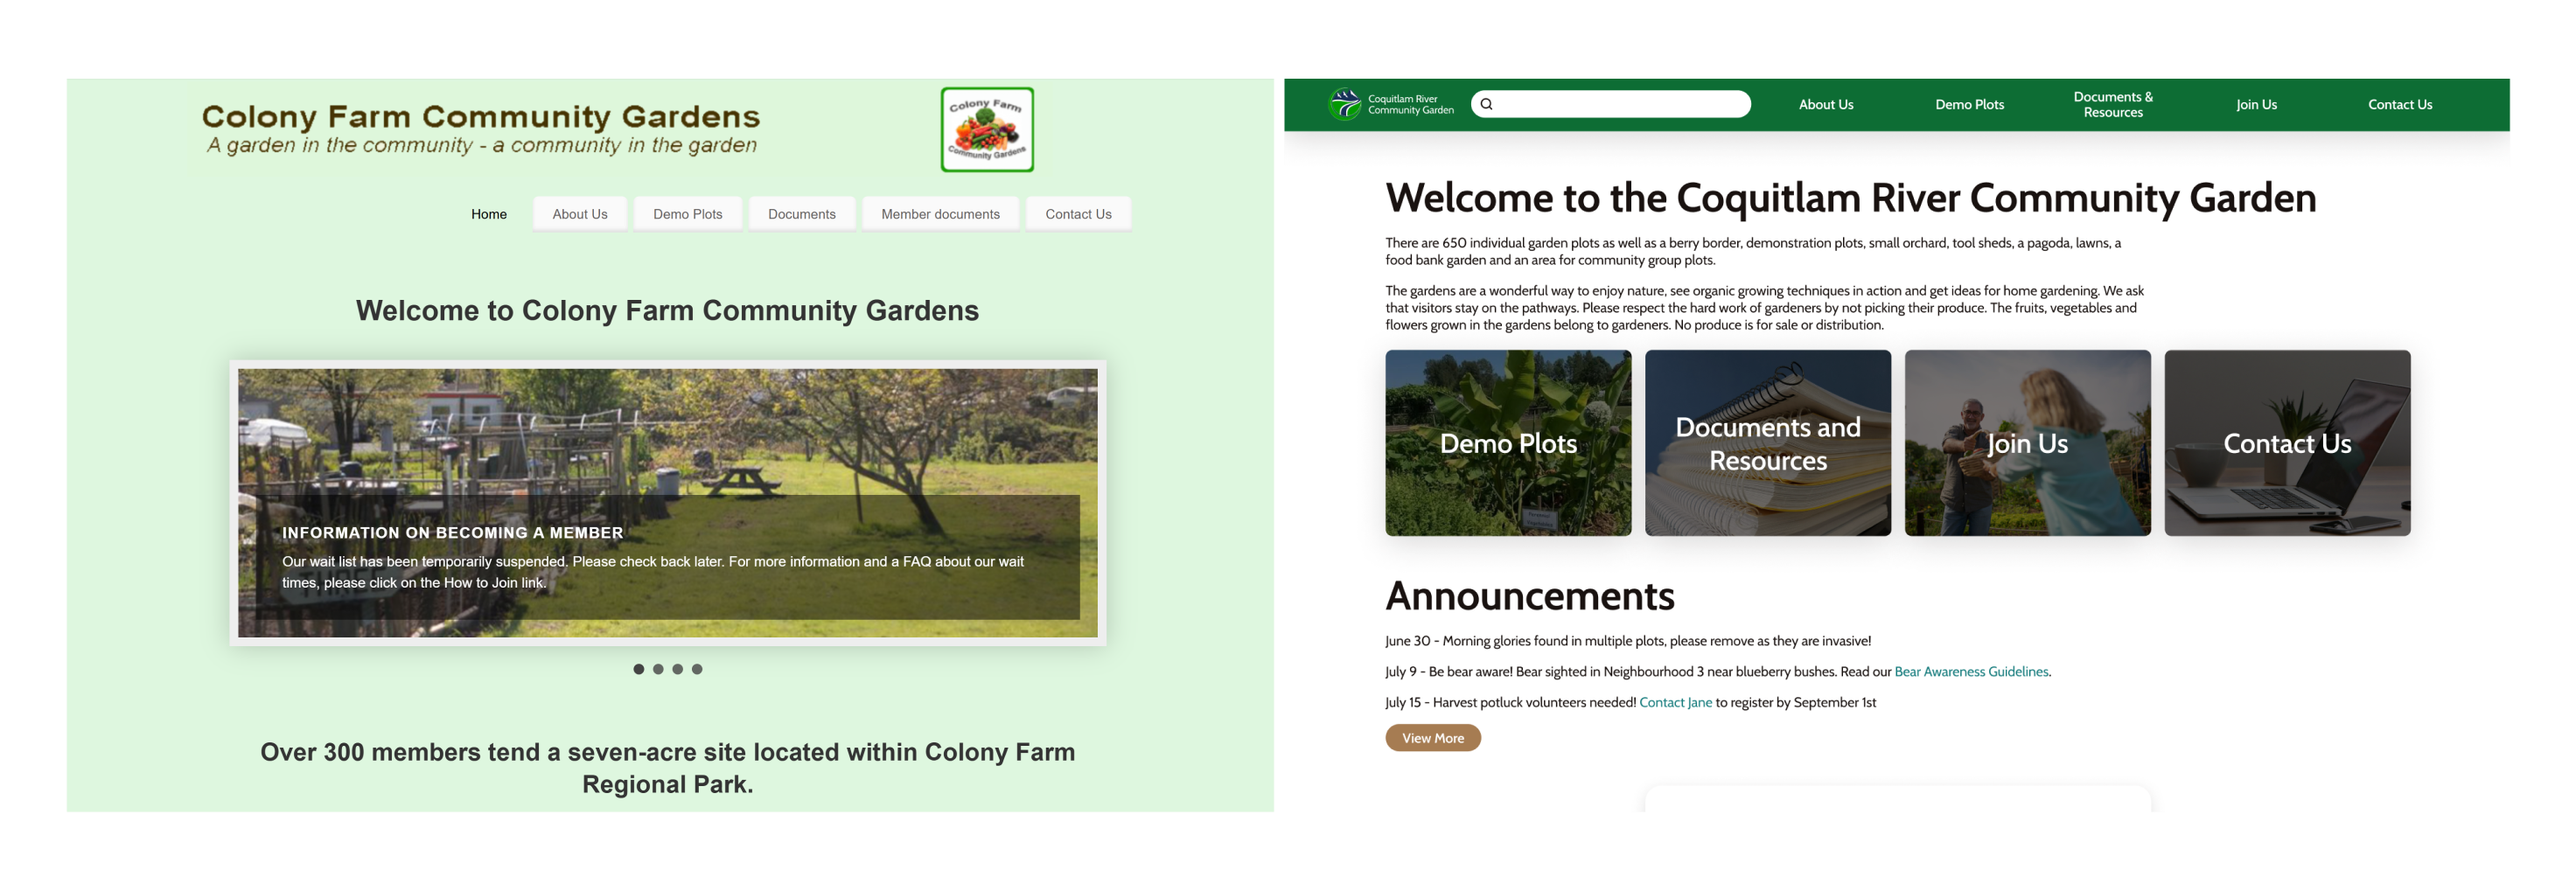 Colony Farm Community Gardens
A garden in the community - a community in the garden
Colony Farm
Community Gardens
Home
About Us
Demo Plots
Documents
Member documents
Contact Us
Welcome to Colony Farm Community Gardens
INFORMATION ON BECOMING A MEMBER
Our wait list has been temporarily suspended. Please check back later. For more information and a FAQ about our wait
times, please click on the How to Join link.
Over 300 members tend a seven-acre site located within Colony Farm
Regional Park.
Coquitlam River
Community Garden
About Us
Demo Plots
Documents &
Resources
Join Us
Contact Us
Welcome to the Coquitlam River Community Garden
There are 650 individual garden plots as well as a berry border, demonstration plots, small orchard, tool sheds, a pagoda, lawns, a
food bank garden and an area for community group plots.
The gardens are a wonderful way to enjoy nature, see organic growing techniques in action and get ideas for home gardening. We ask
that visitors stay on the pathways. Please respect the hard work of gardeners by not picking their produce. The fruits, vegetables and
flowers grown in the gardens belong to gardeners. No produce is for sale or distribution.
Demo Plots
Documents and
Resources
Join Us
Contact Us
Announcements
June 30 - Morning glories found in multiple plots, please remove as they are invasive!
July 9 - Be bear aware! Bear sighted in Neighbourhood 3 near blueberry bushes. Read our Bear Awareness Guidelines.
July 15 - Harvest potluck volunteers needed! Contact Jane to register by September 1st
View More